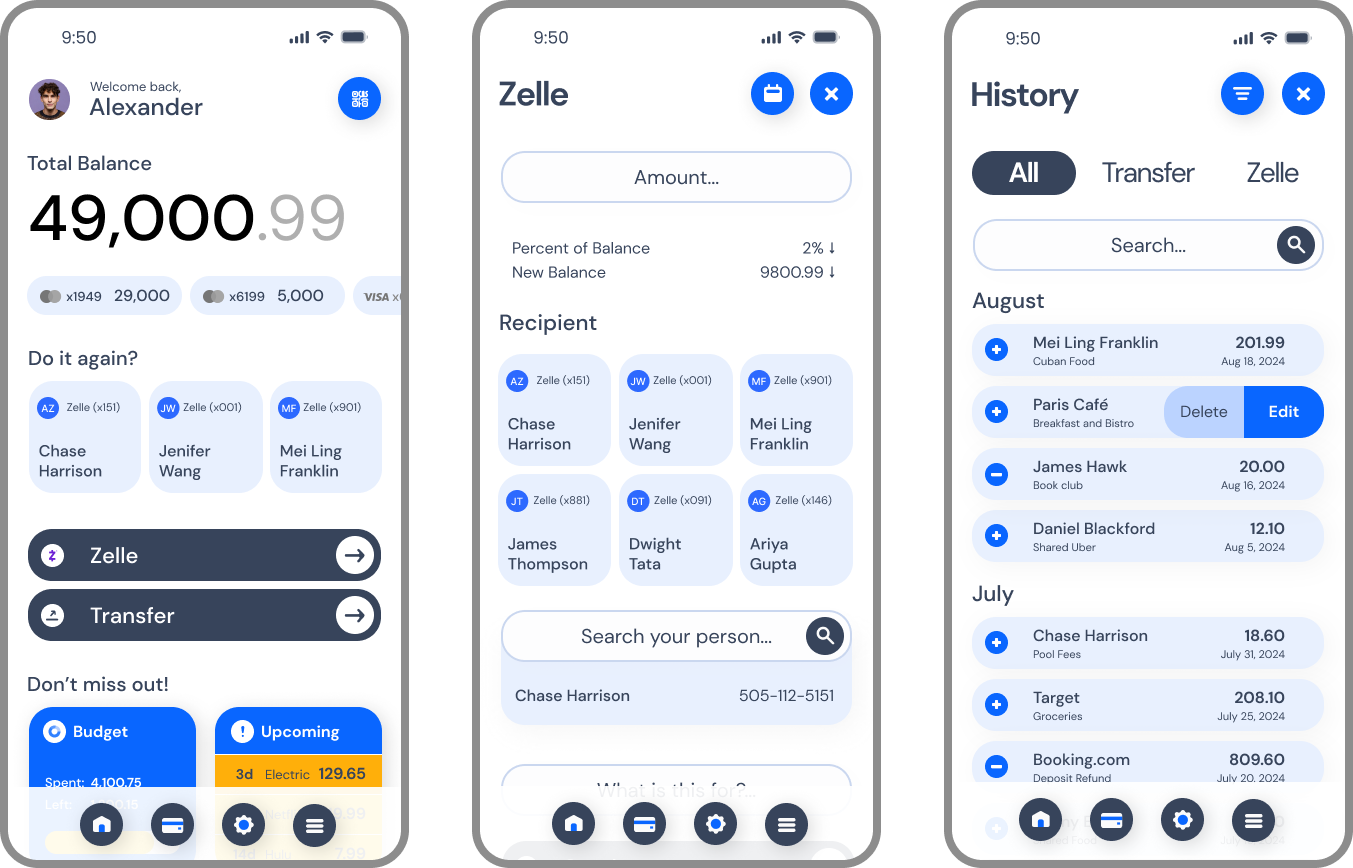 9:50
Welcome back,
Alexander
Total Balance
49,000.99
x1949 29,000
x6199 5,000
VISA
Do it again?
AZ Zelle (x151)
Chase
Harrison
JW Zelle (x001)
Jenifer
Wang
MF Zelle (x901)
Mei Ling
Franklin
Zelle
Transfer
Don't miss out!
Budget
Spent: 4,100.75
Left:
Upcoming
3d Electric 129.65
14d 7.99
9:50
Zelle
Amount...
Percent of Balance 2% ↓
New Balance 9800.99 ↓
Recipient
AZ Zelle (x151)
Chase
Harrison
JW Zelle (x001)
Jenifer
Wang
MF Zelle (x901)
Mei Ling
Franklin
JT Zelle (x881)
James
Thompson
DT Zelle (x091)
Dwight
Tata
AG Zelle (x146)
Ariya
Gupta
Search your person...
Chase Harrison 505-112-5151
What is this for?...
9:50
History
All Transfer Zelle
Search...
August
Mei Ling Franklin 201.99
Cuban Food Aug 18, 2024
Paris Café
Breakfast and Bistro
Delete Edit
James Hawk 20.00
Book club Aug 16, 2024
Daniel Blackford 12.10
Shared Uber Aug 5, 2024
July
Chase Harrison 18.60
Pool Fees July 31, 2024
Target 208.10
Groceries July 25, 2024
Booking.com 809.60
Deposit Refund July 20, 2024